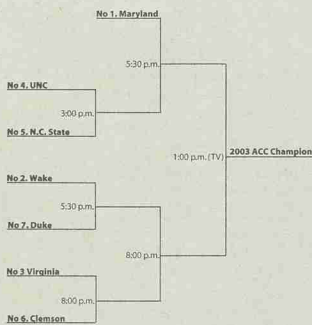 No 1. Maryland
5:30 p.m.
No 4. UNC
3:00 p.m.
No 5. N.C. State
1:00 p.m. (TV)
2003 ACC Champion
No 2. Wake
5:30 p.m.
No 7. Duke
8:00 p.m.
No 3 Virginia
8:00 p.m.
No 6. Clemson